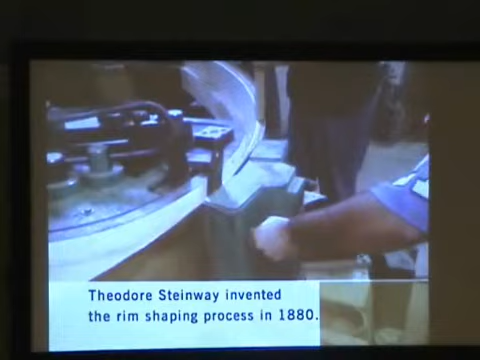 Theodore Steinway invented
the rim shaping process in 1880.